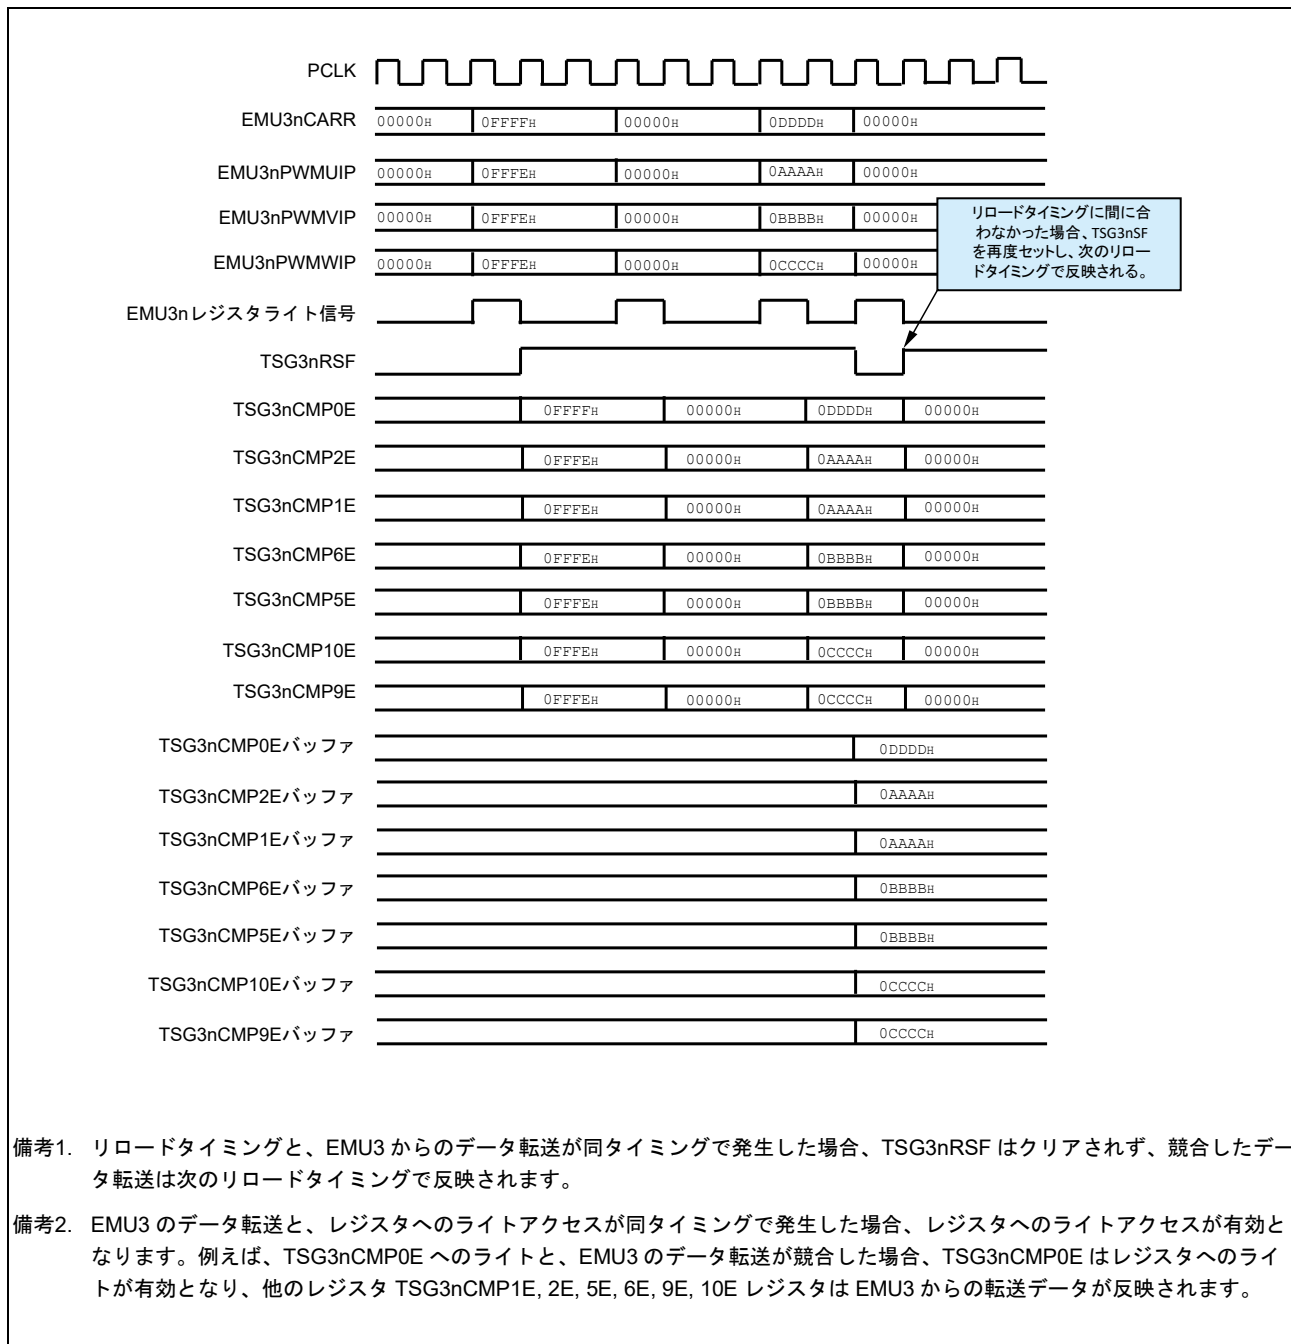 PCLK
EMU3nCARR 00000H 0FFFFH 00000H 0DDDDH 00000H
EMU3nPWMUIP 00000H 0FFFEH 00000H 0AAAAH 00000H
EMU3nPWMVIP 00000H 0FFFEH 00000H 0BBBBH 00000H
EMU3nPWMWIP 00000H 0FFFEH 00000H 0CCCCH 00000H
リロードタイミングに間に合
わなかった場合、TSG3nSF
を再度セットし、次のリロー
ドタイミングで反映される。
EMU3nレジスタライト信号
TSG3nRSF
TSG3nCMP0E 0FFFFH 00000H 0DDDDH 00000H
TSG3nCMP2E 0FFFEH 00000H 0AAAAH 00000H
TSG3nCMP1E 0FFFEH 00000H 0AAAAH 00000H
TSG3nCMP6E 0FFFEH 00000H 0BBBBH 00000H
TSG3nCMP5E 0FFFEH 00000H 0BBBBH 00000H
TSG3nCMP10E 0FFFEH 00000H 0CCCCH 00000H
TSG3nCMP9E 0FFFEH 00000H 0CCCCH 00000H
TSG3nCMP0Eバッファ 0DDDDH
TSG3nCMP2Eバッファ 0AAAAH
TSG3nCMP1Eバッファ 0AAAAH
TSG3nCMP6Eバッファ 0BBBBH
TSG3nCMP5Eバッファ 0BBBBH
TSG3nCMP10Eバッファ 0CCCCH
TSG3nCMP9Eバッファ 0CCCCH
備考1. リロードタイミングと、EMU3 からのデータ転送が同タイミングで発生した場合、TSG3nRSF はクリアされず、競合したデー
タ転送は次のリロードタイミングで反映されます。
備考2. EMU3 のデータ転送と、レジスタへのライトアクセスが同タイミングで発生した場合、レジスタへのライトアクセスが有効と
なります。例えば、TSG3nCMP0E へのライトと、EMU3 のデータ転送が競合した場合、TSG3nCMP0E はレジスタへのライ
トが有効となり、他のレジスタ TSG3nCMP1E, 2E, 5E, 6E, 9E, 10E レジスタは EMU3 からの転送データが反映されます。